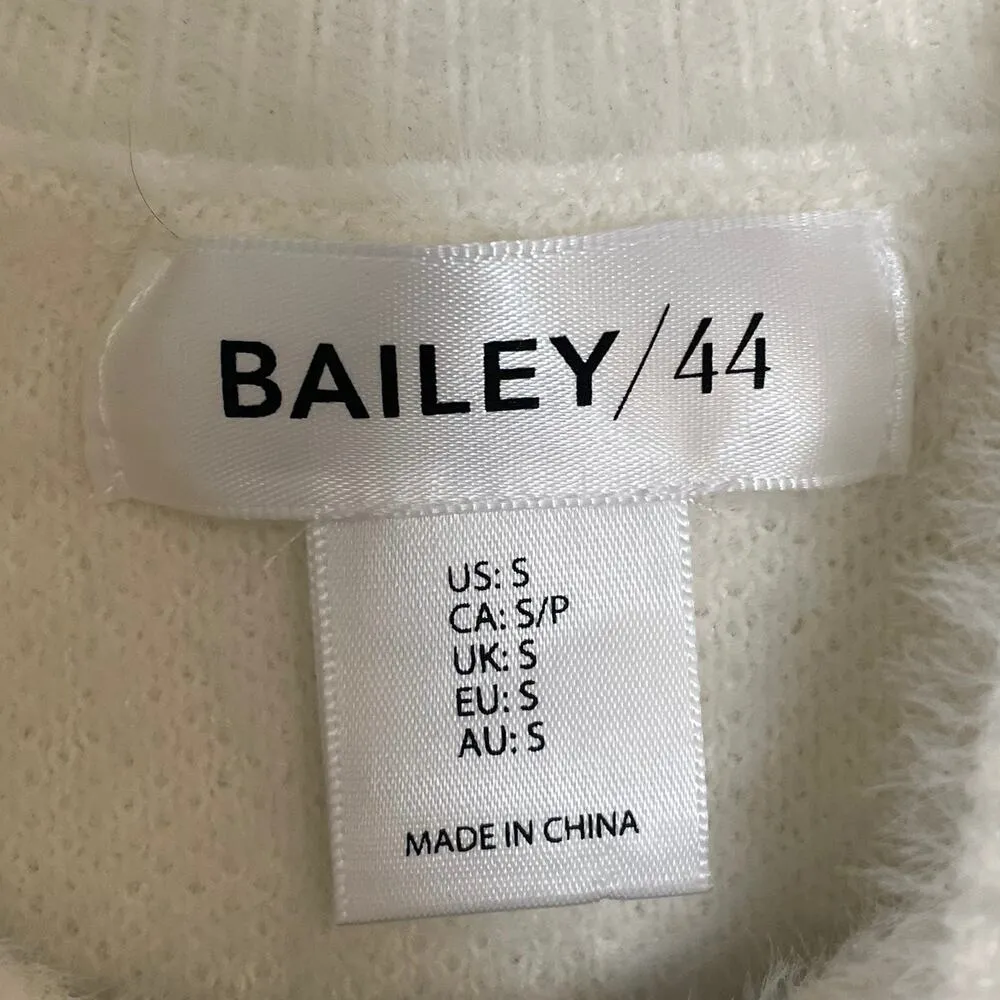 BAILEY/44
US: S
CA: S/P
UK: S
EU: S
AU: S
MADE IN CHINA